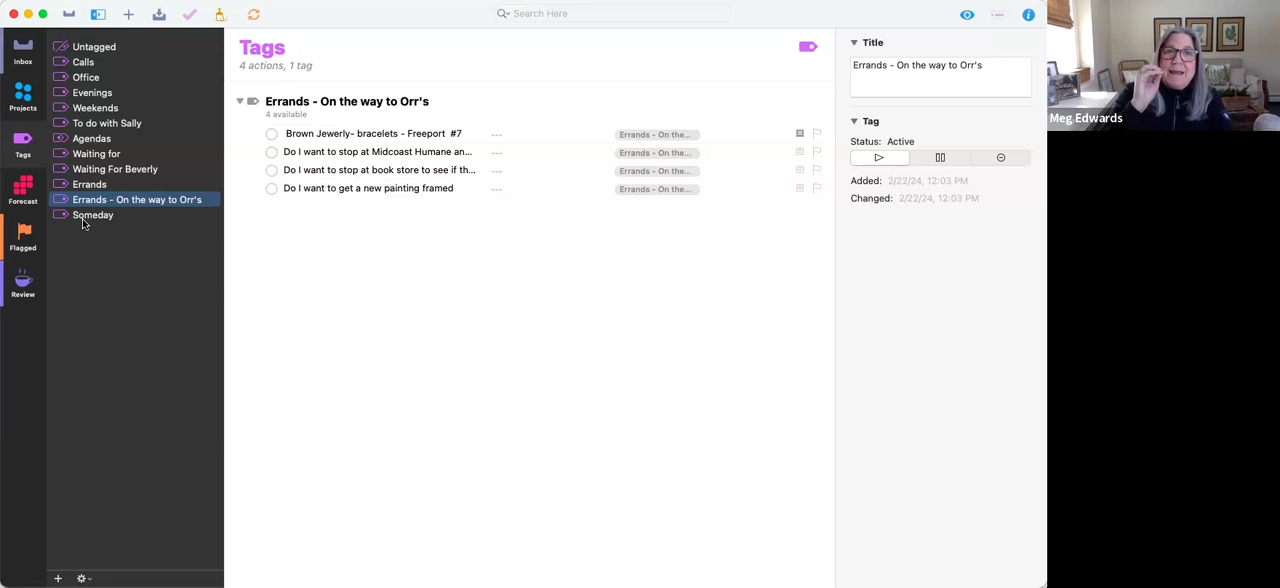 Search Here
Inbox
Projects
Tags
Forecast
Flagged
Review
Untagged
Calls
Office
Evenings
Weekends
To do with Sally
Agendas
Waiting for
Waiting For Beverly
Errands
Errands - On the way to Orr's
Someday
Tags
4 actions, 1 tag
Errands - On the way to Orr's
4 available
Brown Jewerly- bracelets - Freeport #7 --- Errands - On the...
Do I want to stop at Midcoast Humane an... --- Errands - On the...
Do I want to stop at book store to see if th... --- Errands - On the...
Do I want to get a new painting framed --- Errands - On the...
Title
Errands - On the way to Orr's
Tag
Status: Active
Added: 2/22/24, 12:03 PM
Changed: 2/22/24, 12:03 PM
Meg Edwards